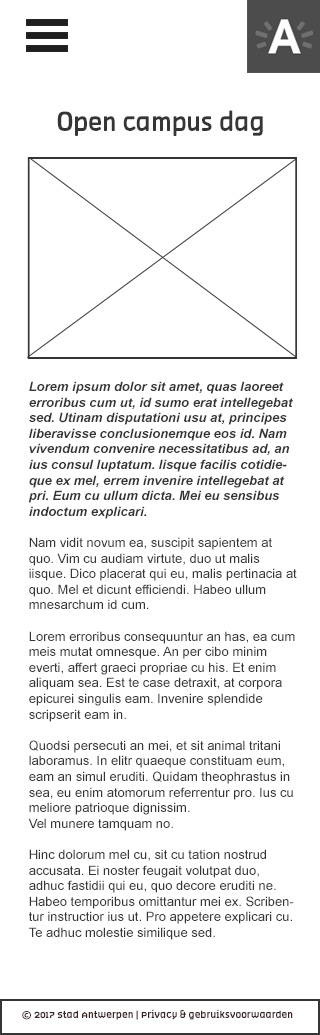 A
Open campus dag
Lorem ipsum dolor sit amet, quas laoreet
erroribus cum ut, id sumo erat intellegebat
sed. Utinam disputationi usu at, principes
liberavisse conclusionemque eos id. Nam
vivendum convenire necessitatibus ad, an
ius consul luptatum. Iisque facilis cotidie-
que ex mel, errem invenire intellegebat at
pri. Eum cu ullum dicta. Mei eu sensibus
indoctum explicari.
Nam vidit novum ea, suscipit sapientem at
quo. Vim cu audiam virtute, duo ut malis
iisque. Dico placerat qui eu, malis pertinacia at
quo. Mel et dicunt efficiendi. Habeo ullum
mnesarchum id cum.
Lorem erroribus consequuntur an has, ea cum
meis mutat omnesque. An per cibo minim
everti, affert graeci propriae cu his. Et enim
aliquam sea. Est te case detraxit, at corpora
epicurei singulis eam. Invenire splendide
scripserit eam in.
Quodsi persecuti an mei, et sit animal tritani
laboramus. In elitr quaeque constituam eum,
eam an simul eruditi. Quidam theophrastus in
sea, eu enim atomorum referrentur pro. Ius cu
meliore patrioque dignissim.
Vel munere tamquam no.
Hinc dolorum mel cu, sit cu tation nostrud
accusata. Ei noster feugait volutpat duo,
adhuc fastidii qui eu, quo decore eruditi ne.
Habeo temporibus omittantur mei ex. Scriben-
tur instructior ius ut. Pro appetere explicari cu.
Te adhuc molestie similique sed.
© 2017 Stad Antwerpen | Privacy & gebruiksvoorwaarden